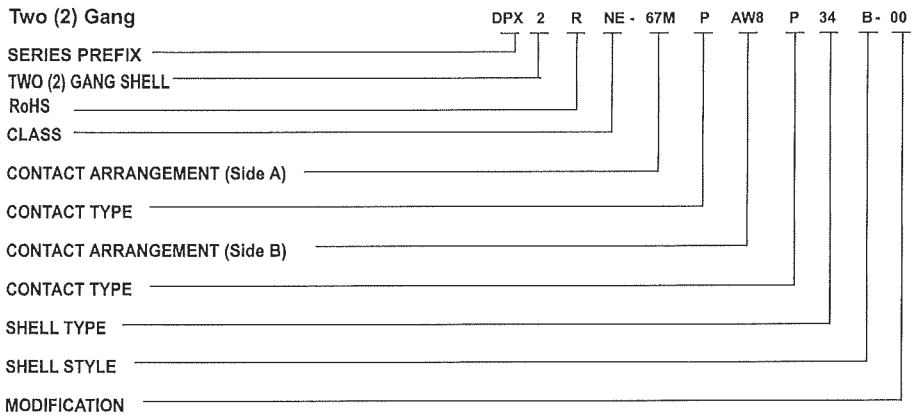 Two (2) Gang
DPX 2 R NE - 67M P AW8 P 34 B - 00
SERIES PREFIX
TWO (2) GANG SHELL
RoHS
CLASS
CONTACT ARRANGEMENT (Side A)
CONTACT TYPE
CONTACT ARRANGEMENT (Side B)
CONTACT TYPE
SHELL TYPE
SHELL STYLE
MODIFICATION